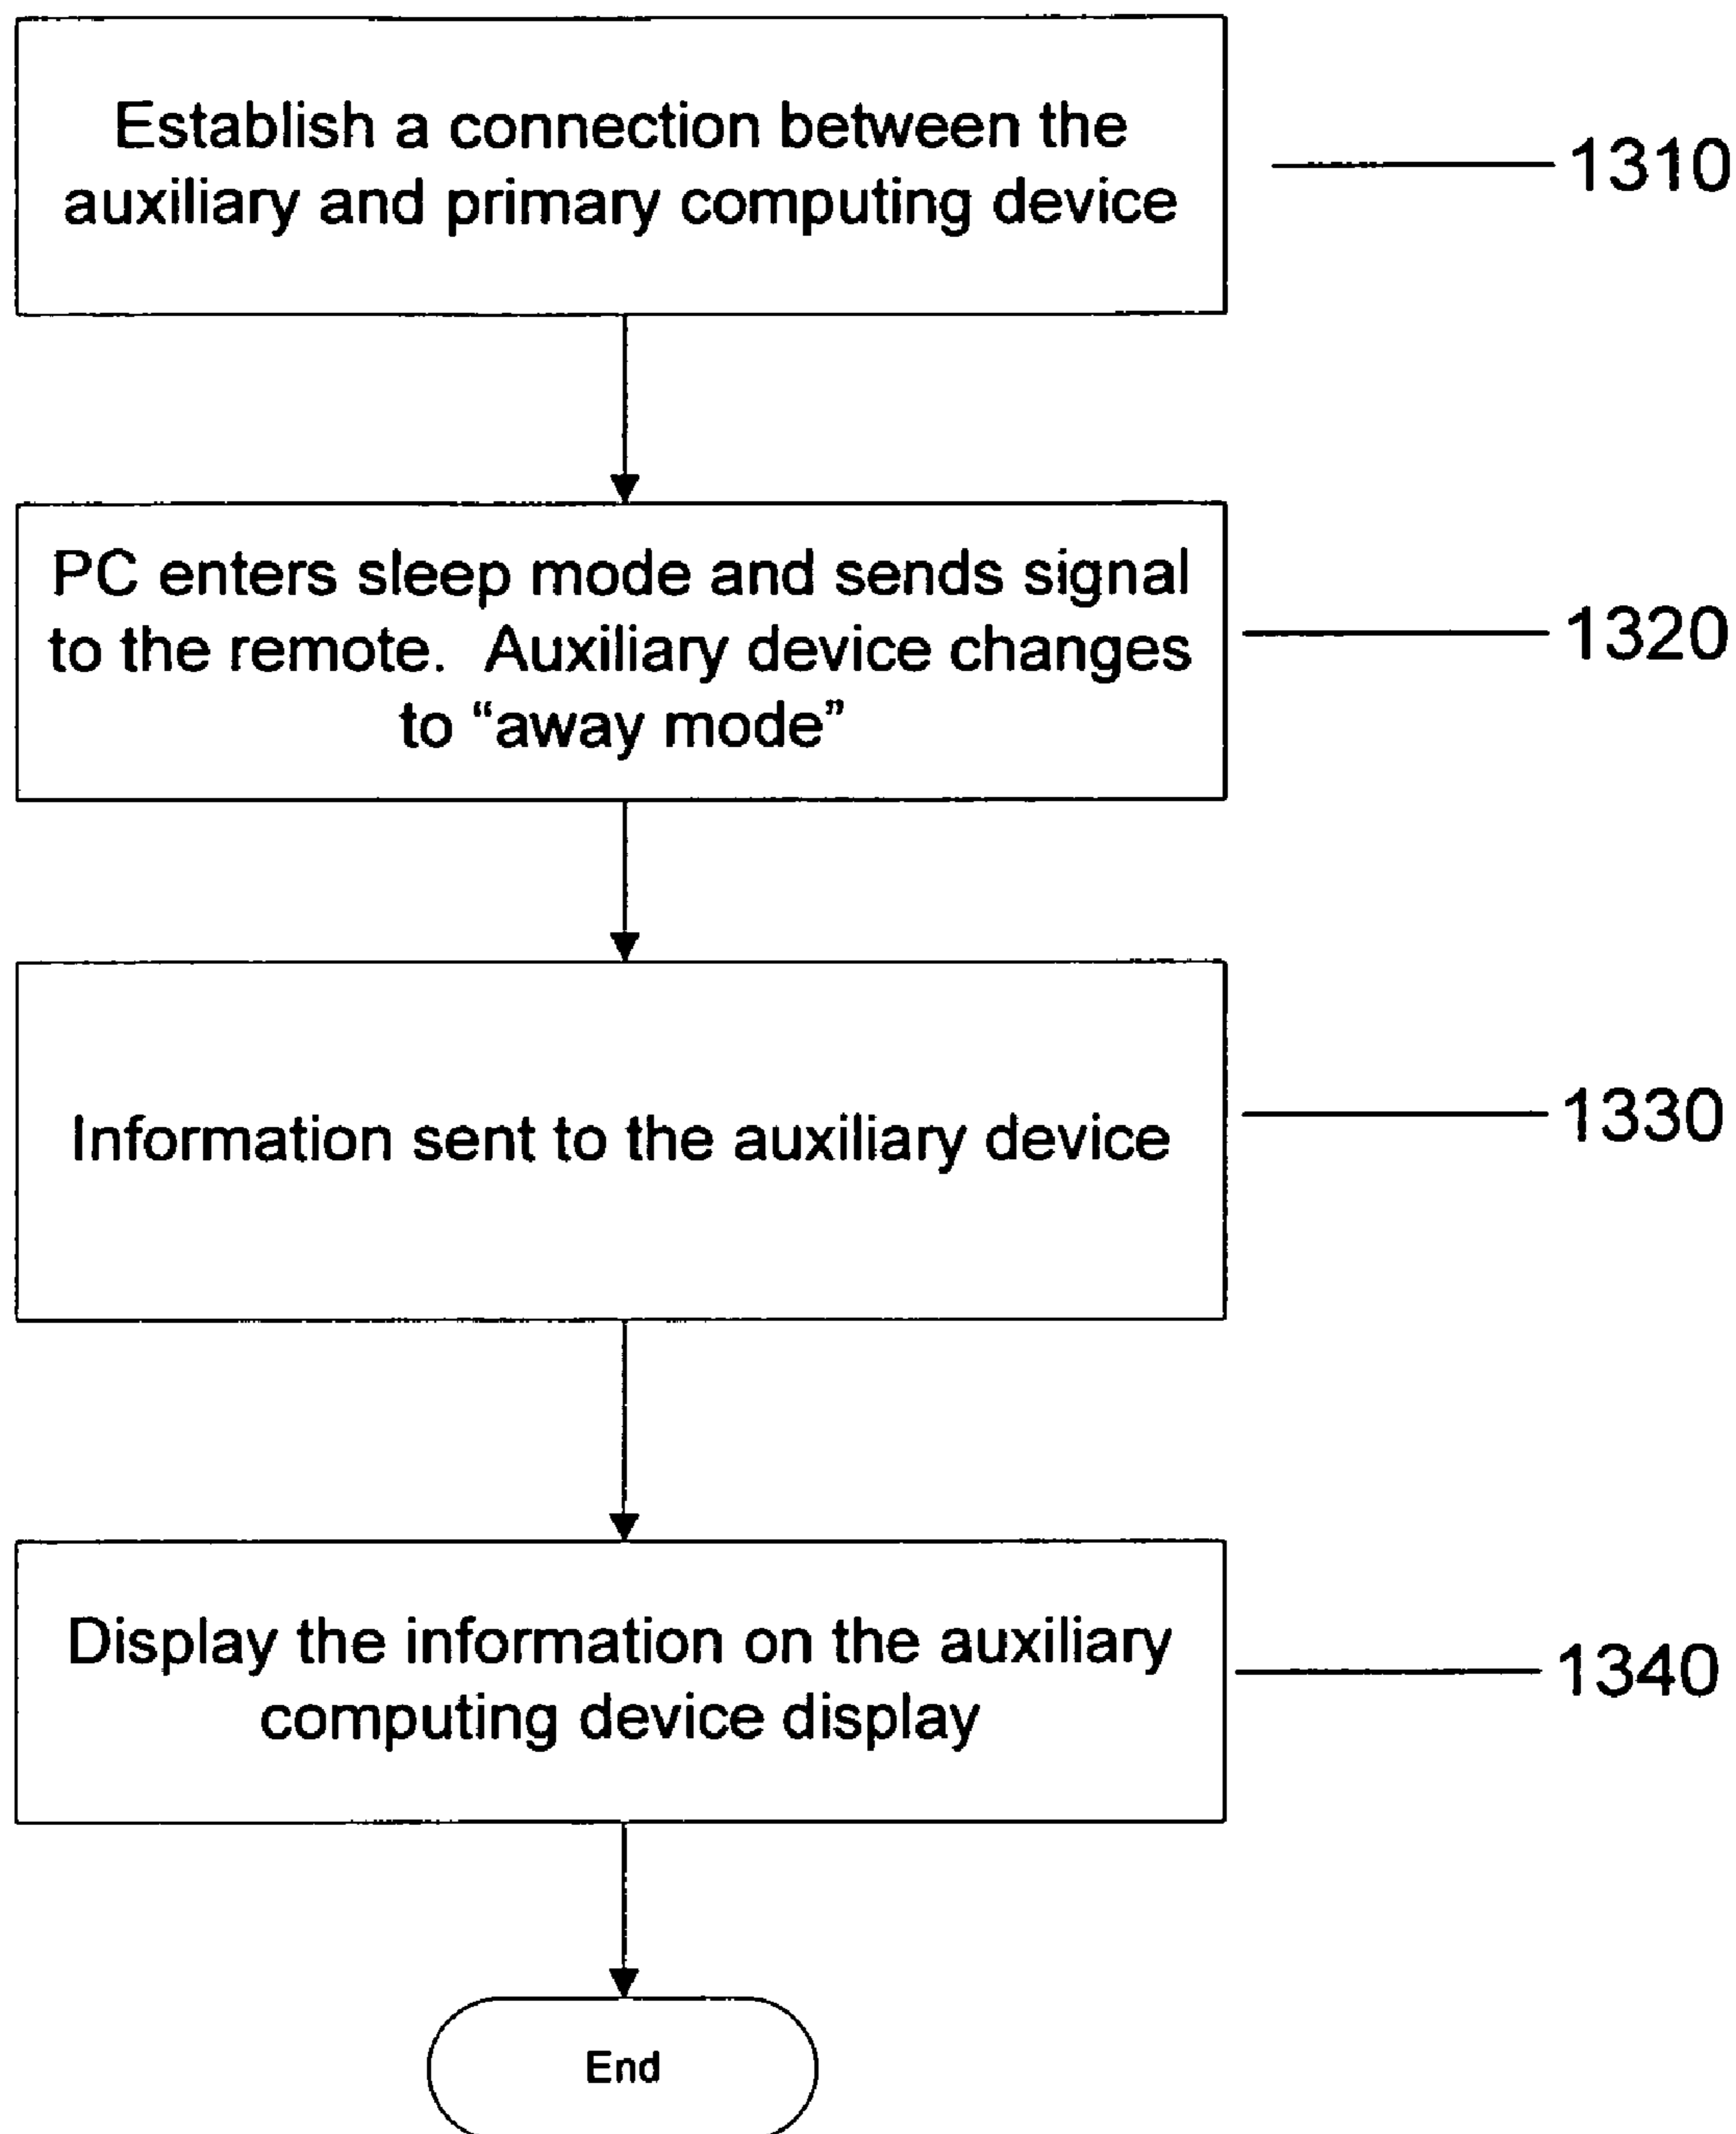 Establish a connection between the
auxiliary and primary computing device
1310
PC enters sleep mode and sends signal
to the remote.  Auxiliary device changes
to “away mode”
1320
Information sent to the auxiliary device
1330
Display the information on the auxiliary
computing device display
1340
End